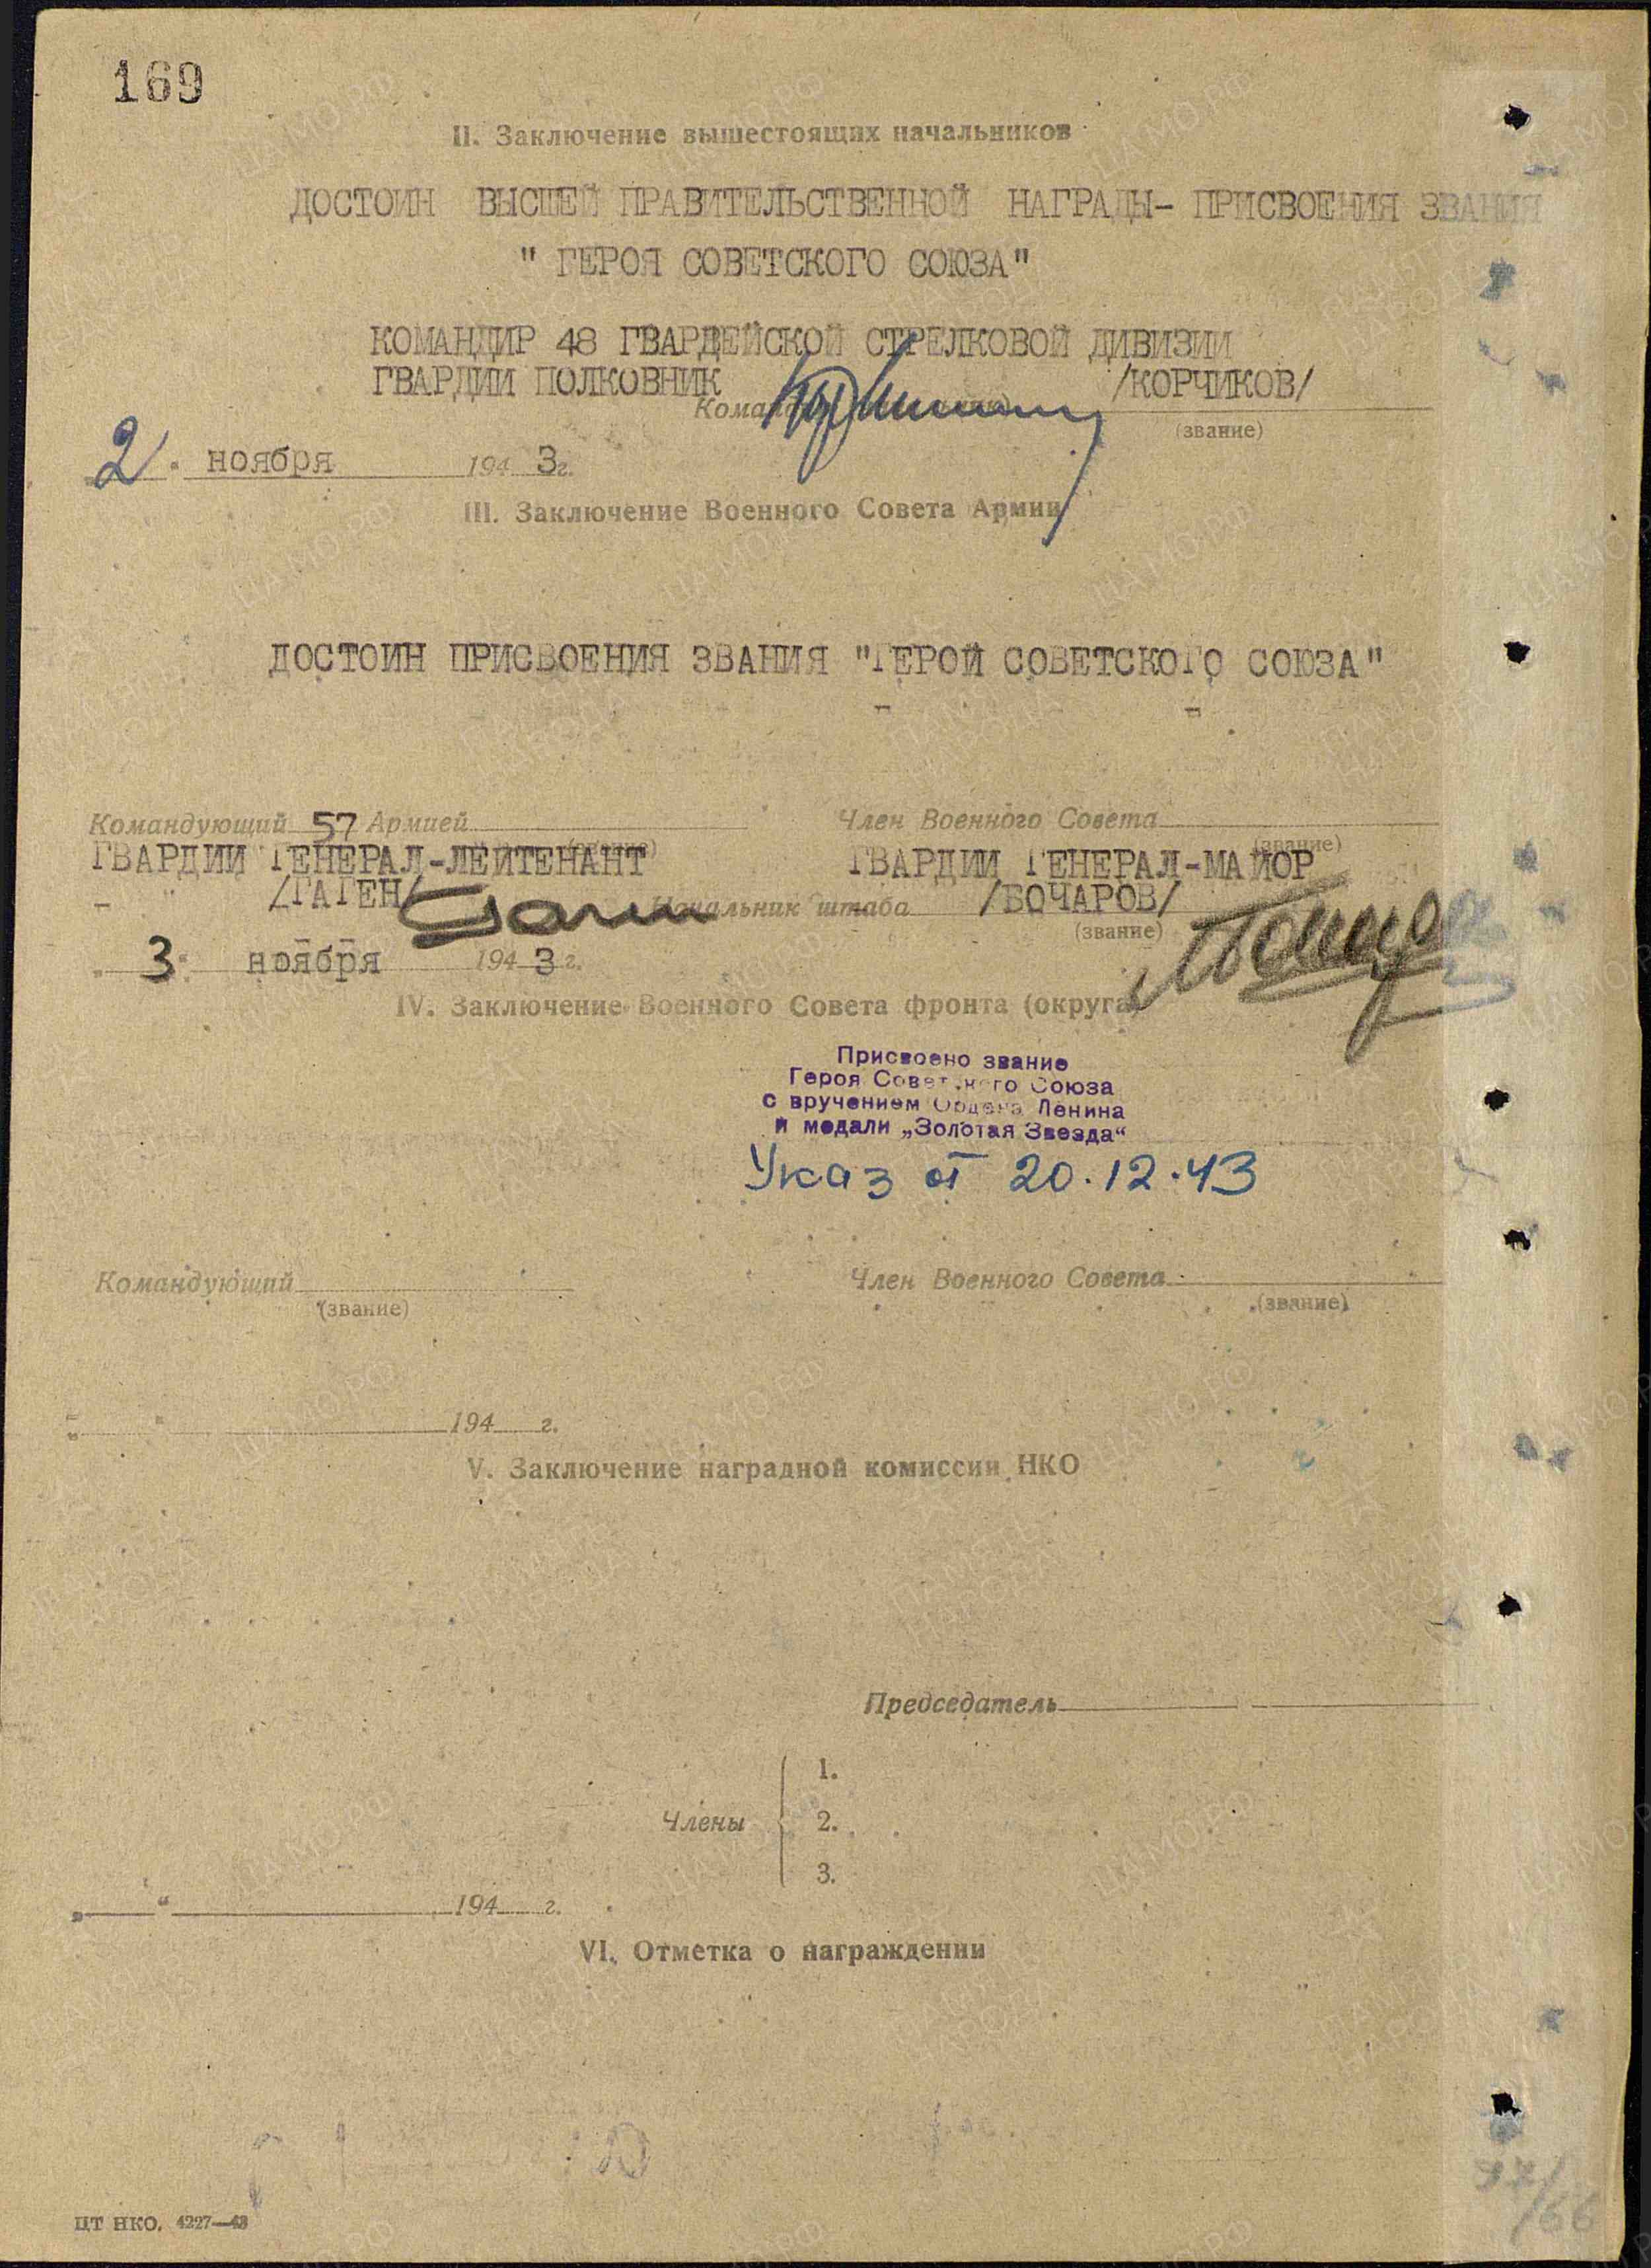 169
II. Заключение вышестоящих начальников
ДОСТОИН ВЫСШЕЙ ПРАВИТЕЛЬСТВЕННОЙ НАГРАДЫ- ПРИСВОЕНИЯ ЗВАНИЯ
" ГЕРОЯ СОВЕТСКОГО СОЮЗА"
КОМАНДИР 48 ГВАРДЕЙСКОЙ СТРЕЛКОВОЙ ДИВИЗИИ
ГВАРДИИ ПОЛКОВНИК /КОРЧИКОВ/
(звание)
2 ноября 1943г.
III. Заключение Военного Совета Армии
ДОСТОИН ПРИСВОЕНИЯ ЗВАНИЯ "ГЕРОЙ СОВЕТСКОГО СОЮЗА"
Командующий 57 Армией Член Военного Совета
(звание) (звание)
ГВАРДИИ ГЕНЕРАЛ-ЛЕЙТЕНАНТ ГВАРДИИ ГЕНЕРАЛ-МАЙОР
/ГАГЕН/ Начальник штаба /БОЧАРОВ/
(звание)
3 ноября 1943г.
IV. Заключение Военного Совета фронта (округа)
Присвоено звание
Героя Советского Союза
с вручением Ордена Ленина
и медали „Золотая Звезда“
Указ от 20.12.43
Командующий Член Военного Совета
(звание) (звание)
„ “ 194 г.
V. Заключение наградной комиссии НКО
Председатель
1.
Члены 2.
3.
„ “ 194 г.
VI. Отметка о награждении
ЦТ НКО. 4227—43